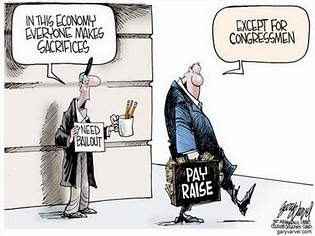 IN THIS ECONOMY
EVERYONE MAKES
SACRIFICES
EXCEPT FOR
CONGRESSMEN
NEED
BAILOUT
PAY
RAISE
garyvarvel.com